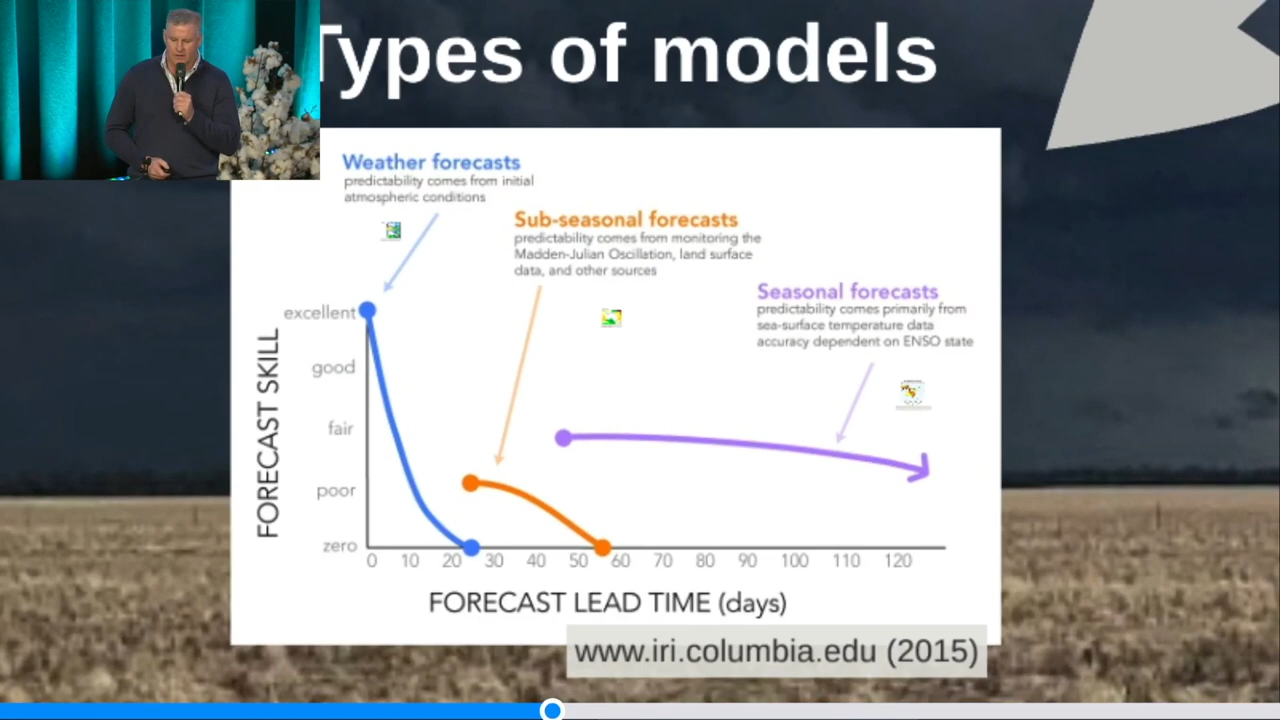 Types of models
Weather forecasts
predictability comes from initial
atmospheric conditions
Sub-seasonal forecasts
predictability comes from monitoring the
Madden-Julian Oscillation, land surface
data, and other sources
Seasonal forecasts
predictability comes primarily from
sea-surface temperature data
accuracy dependent on ENSO state
FORECAST SKILL
excellent
good
fair
poor
zero
0 10 20 30 40 50 60 70 80 90 100 110 120
FORECAST LEAD TIME (days)
www.iri.columbia.edu (2015)